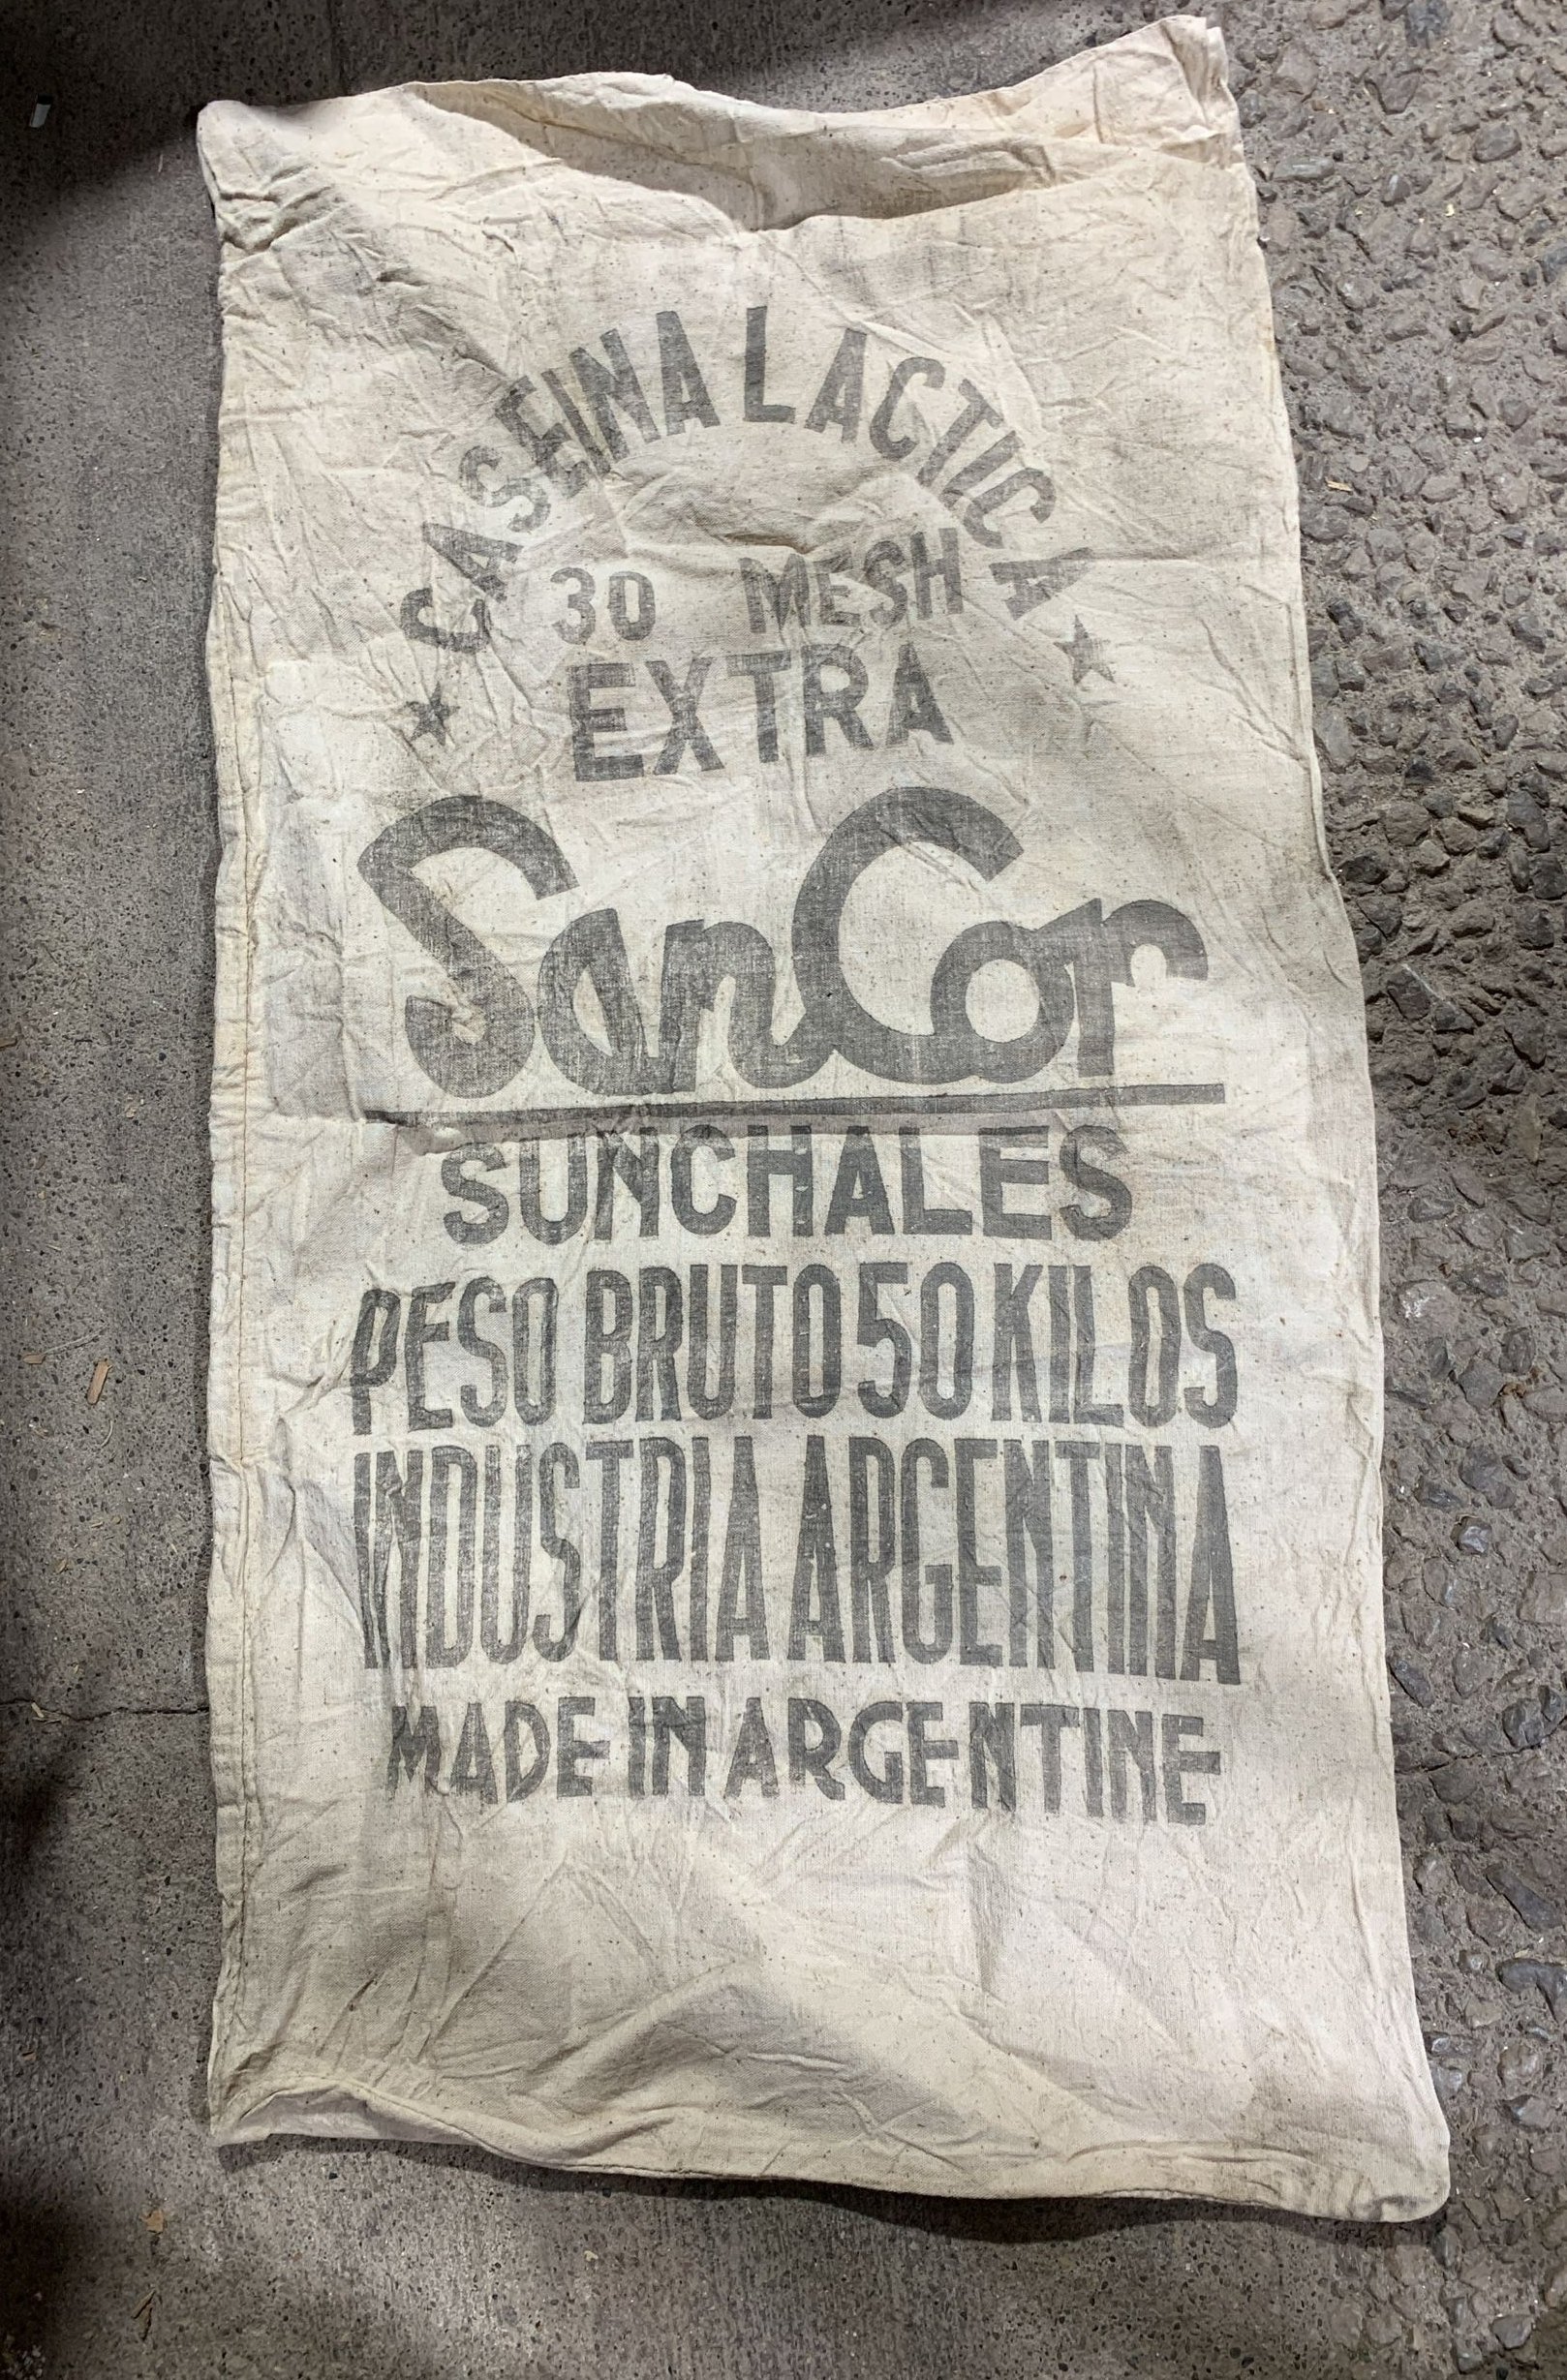 CASEINA LACTICA
30 MESH
EXTRA
SanCor
SUNCHALES
PESO BRUTO 50 KILOS
INDUSTRIA ARGENTINA
MADE IN ARGENTINE